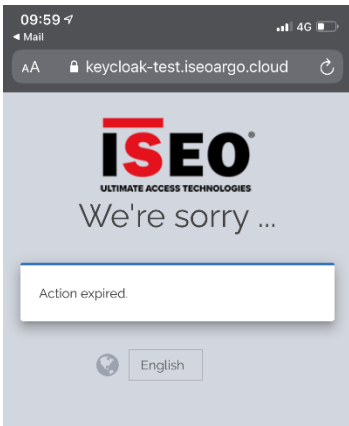 09:59
4G
◀ Mail
AA keycloak-test.iseoargo.cloud
ISEO®
ULTIMATE ACCESS TECHNOLOGIES
We're sorry ...
Action expired.
English